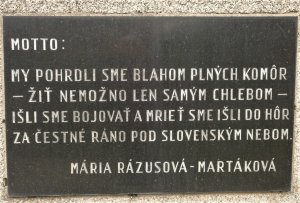 MOTTO:
MY POHRDLI SME BLAHOM PLNÝCH KOMÔR
– ŽIŤ NEMOŽNO LEN SAMÝM CHLEBOM –
IŠLI SME BOJOVAŤ A MRIEŤ SME IŠLI DO HÔR
ZA ČESTNÉ RÁNO POD SLOVENSKÝM NEBOM.
MÁRIA RÁZUSOVÁ-MARTÁKOVÁ